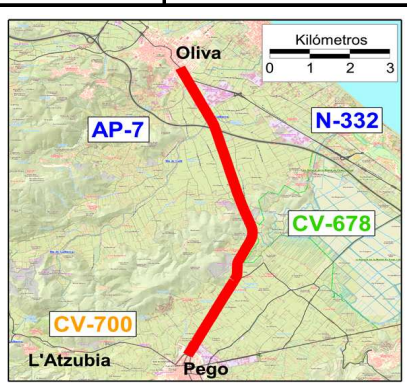 Oliva
Kilómetros
0 1 2 3
AP-7
N-332
CV-678
CV-700
L'Atzubia
Pego